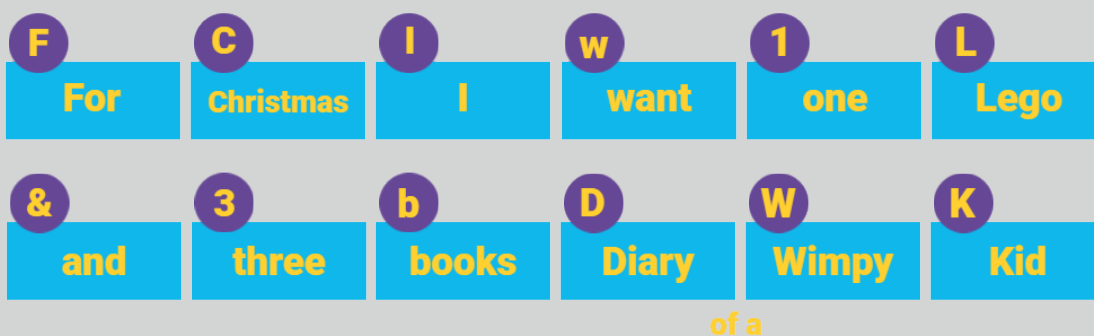 F C I w 1 L
For Christmas I want one Lego
& 3 b D W K
and three books Diary Wimpy Kid
of a